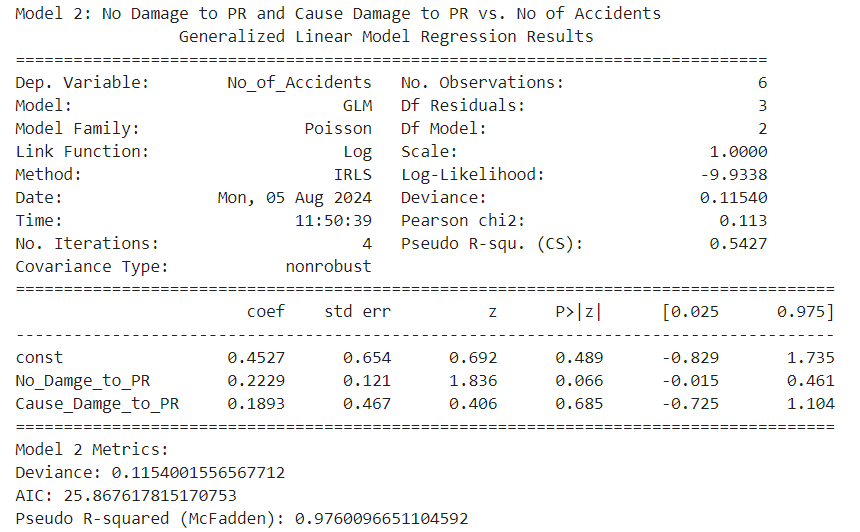 Model 2: No Damage to PR and Cause Damage to PR vs. No of Accidents
Generalized Linear Model Regression Results
==============================================================================
Dep. Variable: No_of_Accidents No. Observations: 6
Model: GLM Df Residuals: 3
Model Family: Poisson Df Model: 2
Link Function: Log Scale: 1.0000
Method: IRLS Log-Likelihood: -9.9338
Date: Mon, 05 Aug 2024 Deviance: 0.11540
Time: 11:50:39 Pearson chi2: 0.113
No. Iterations: 4 Pseudo R-squ. (CS): 0.5427
Covariance Type: nonrobust
=====================================================================================
coef std err z P>|z| [0.025 0.975]
-------------------------------------------------------------------------------------
const 0.4527 0.654 0.692 0.489 -0.829 1.735
No_Damge_to_PR 0.2229 0.121 1.836 0.066 -0.015 0.461
Cause_Damge_to_PR 0.1893 0.467 0.406 0.685 -0.725 1.104
=====================================================================================
Model 2 Metrics:
Deviance: 0.1154001556567712
AIC: 25.867617815170753
Pseudo R-squared (McFadden): 0.9760096651104592